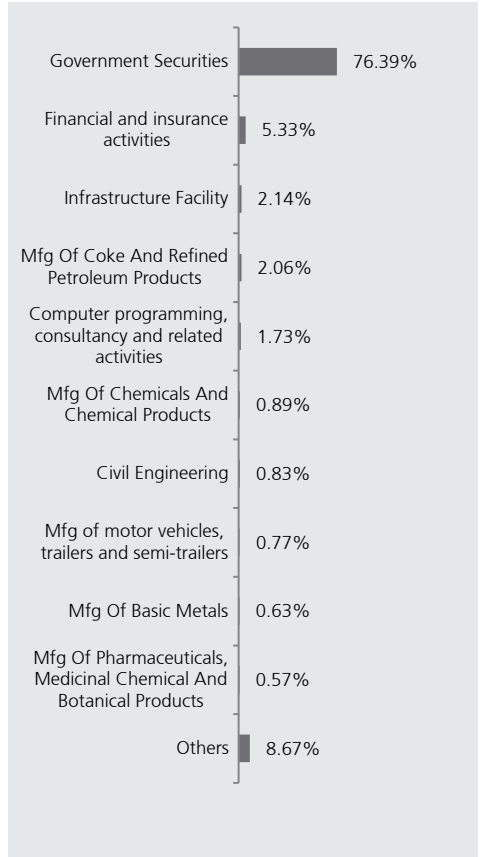 Government Securities 76.39%
Financial and insurance
activities
5.33%
Infrastructure Facility 2.14%
Mfg Of Coke And Refined
Petroleum Products
2.06%
Computer programming,
consultancy and related
activities
1.73%
Mfg Of Chemicals And
Chemical Products
0.89%
Civil Engineering 0.83%
Mfg of motor vehicles,
trailers and semi-trailers
0.77%
Mfg Of Basic Metals 0.63%
Mfg Of Pharmaceuticals,
Medicinal Chemical And
Botanical Products
0.57%
Others 8.67%